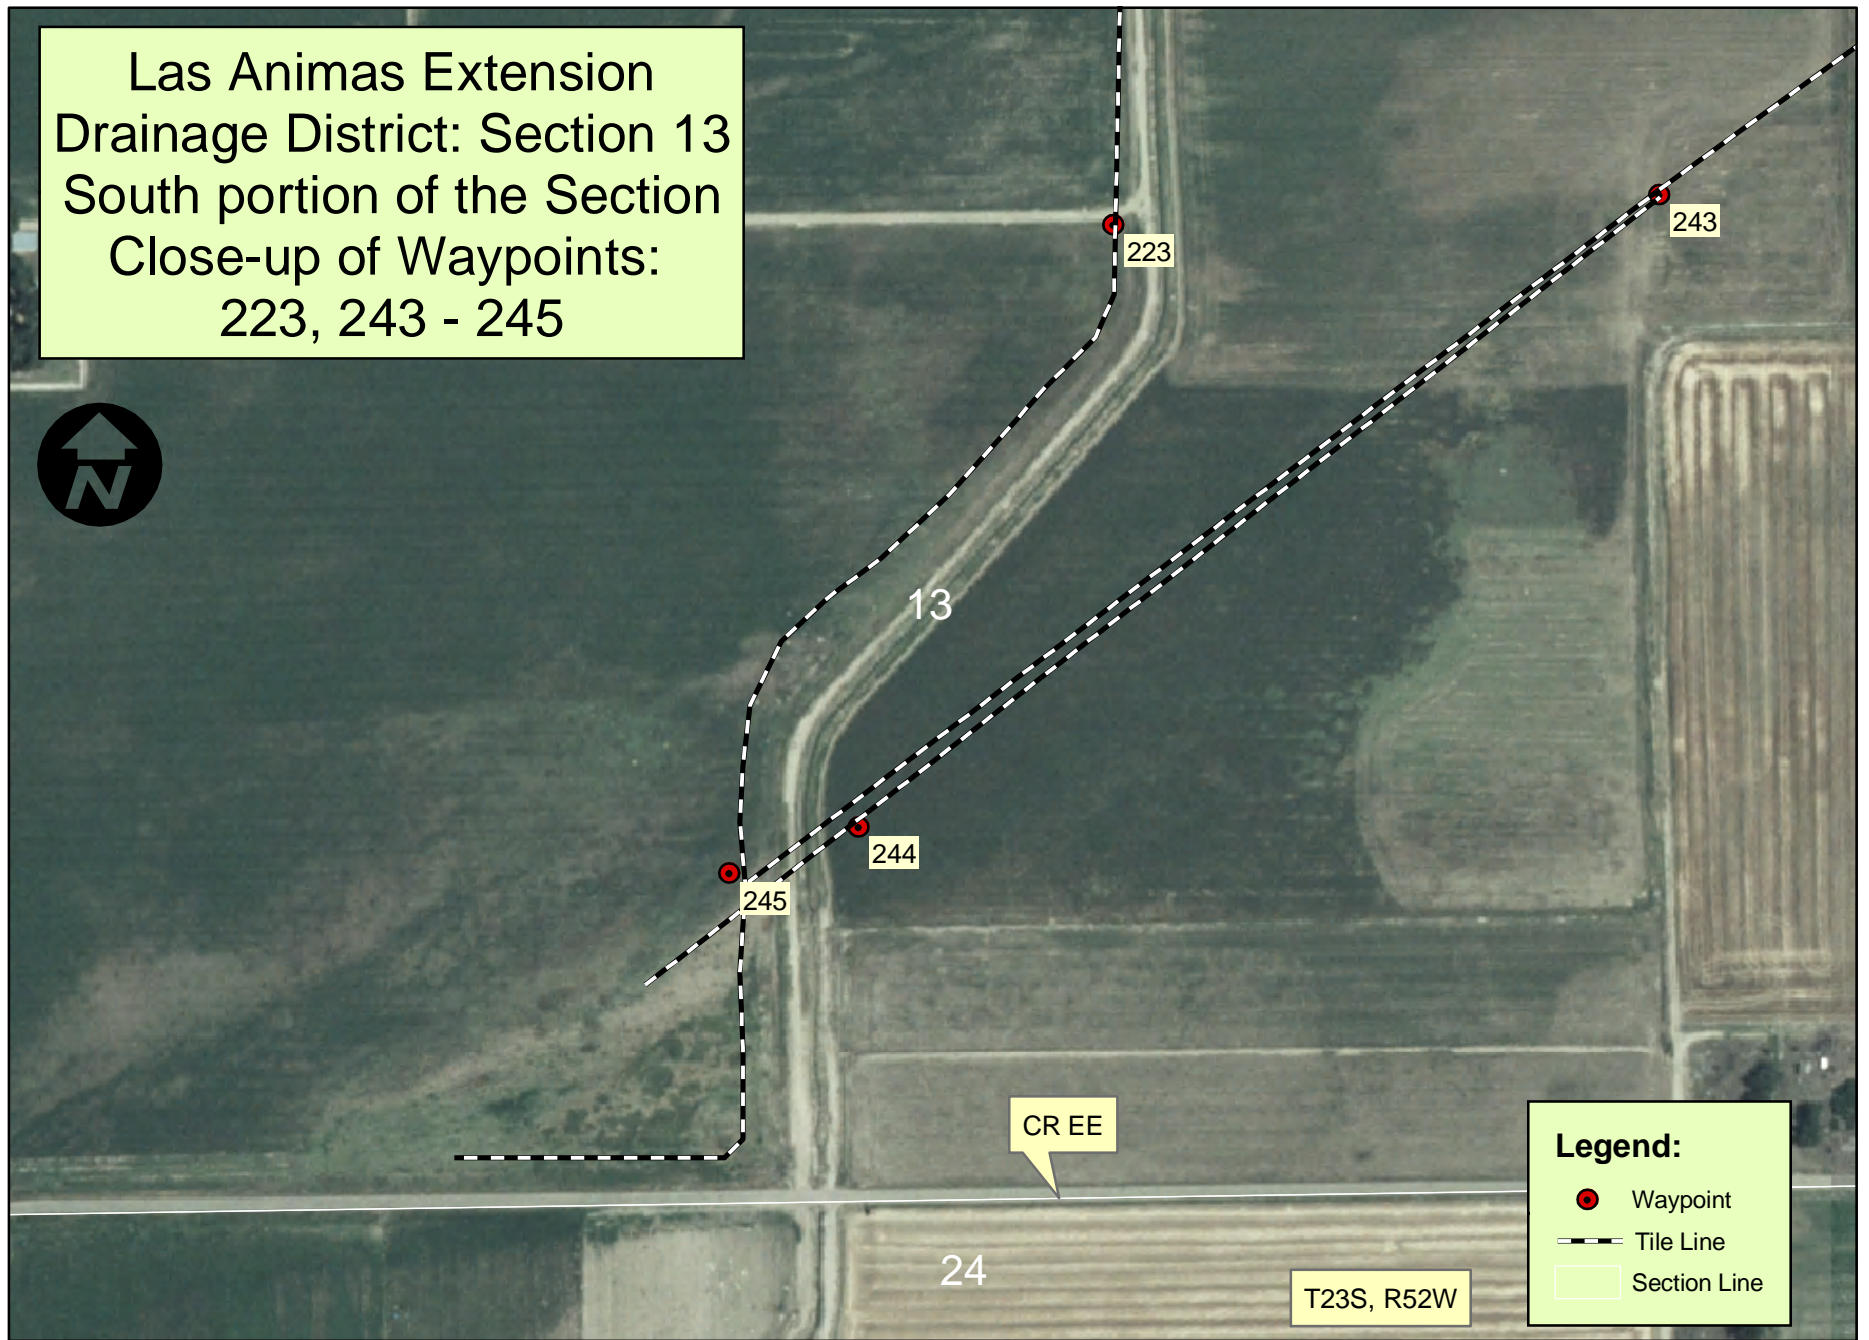 Las Animas Extension
Drainage District: Section 13
South portion of the Section
Close-up of Waypoints:
223, 243 - 245
N
223
243
13
244
245
CR EE
24
T23S, R52W
Legend:
Waypoint
Tile Line
Section Line